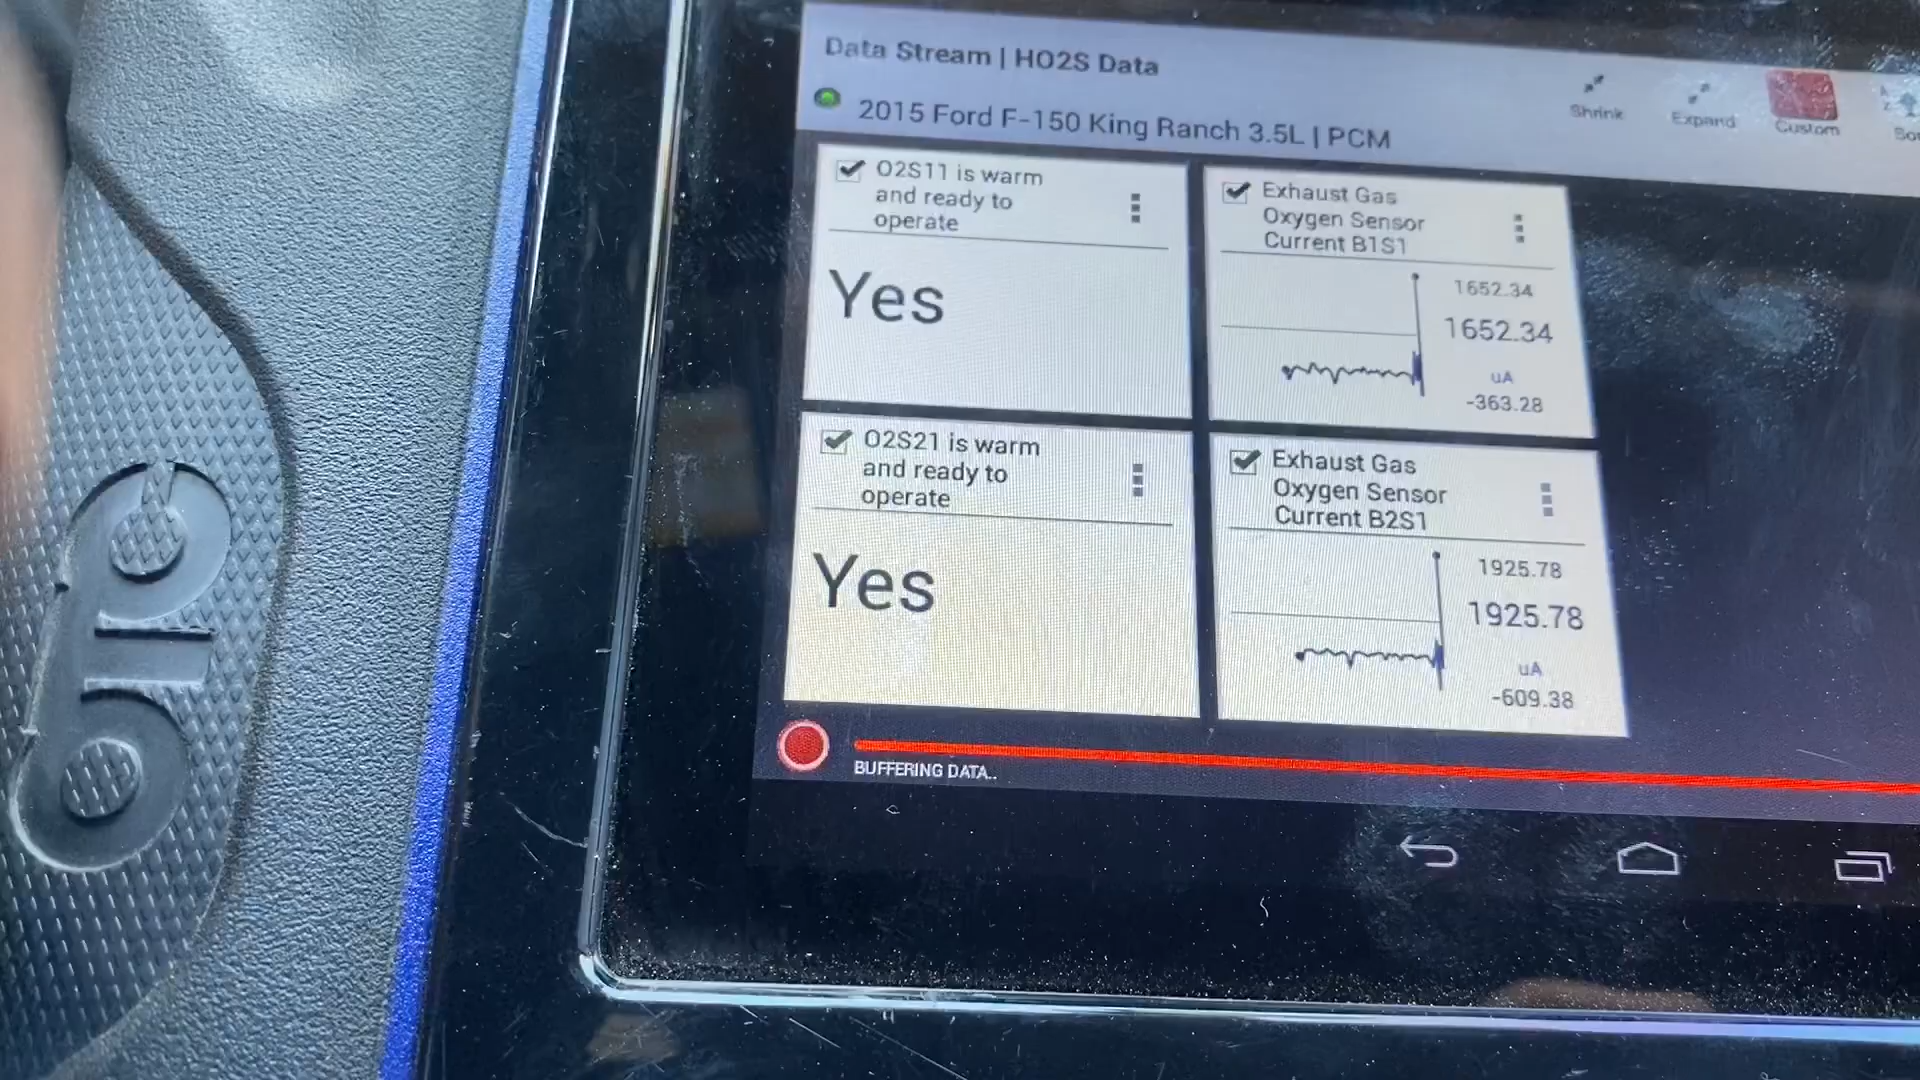 Data Stream | HO2S Data
2015 Ford F-150 King Ranch 3.5L | PCM
Shrink
Expand
Custom
O2S11 is warm
and ready to
operate
Yes
Exhaust Gas
Oxygen Sensor
Current B1S1
1652.34
1652.34
uA
-363.28
O2S21 is warm
and ready to
operate
Yes
Exhaust Gas
Oxygen Sensor
Current B2S1
1925.78
1925.78
uA
-609.38
BUFFERING DATA..